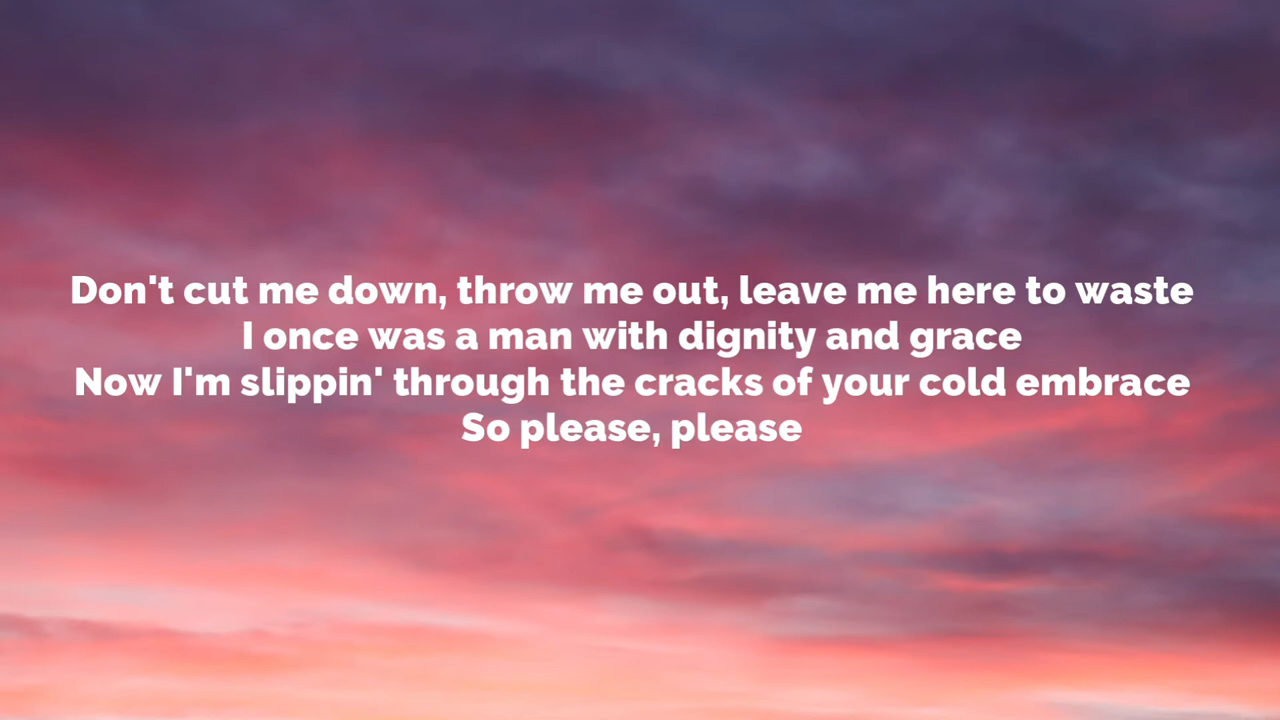 Don't cut me down, throw me out, leave me here to waste
I once was a man with dignity and grace
Now I'm slippin' through the cracks of your cold embrace
So please, please